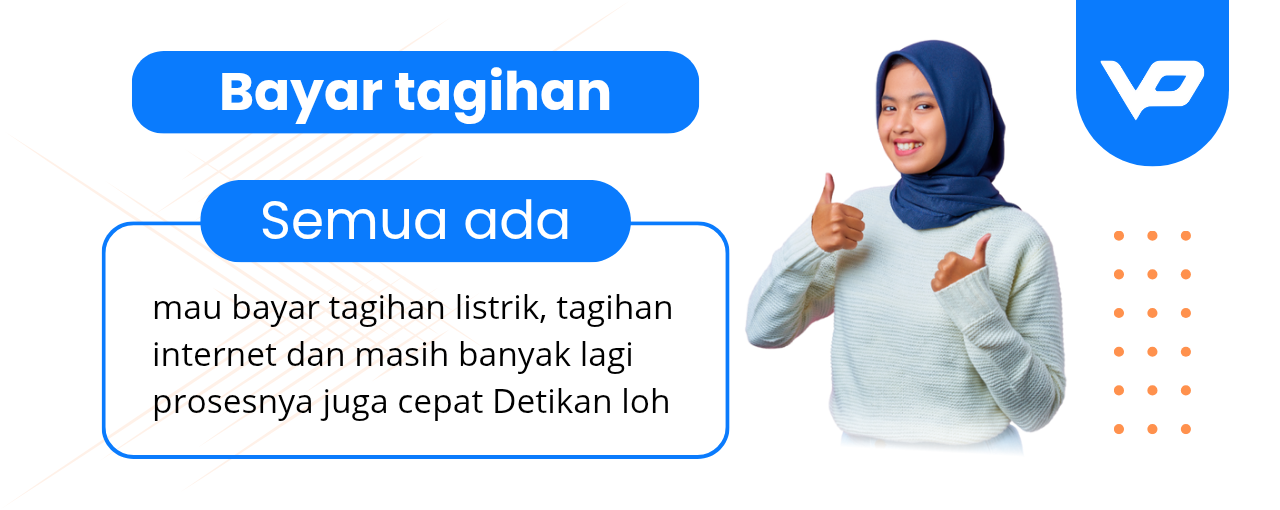 Bayar tagihan
Semua ada
mau bayar tagihan listrik, tagihan
internet dan masih banyak lagi
prosesnya juga cepat Detikan loh
VP